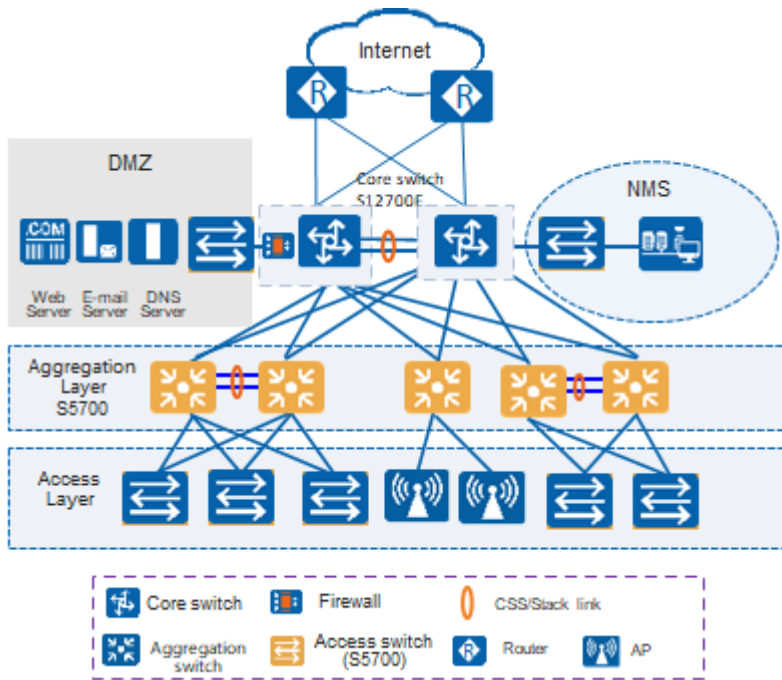 Internet
R
R
DMZ
Core switch
S12700E
NMS
.COM
Web
Server
E-mail
Server
DNS
Server
Aggregation
Layer
S5700
Access
Layer
Core switch
Firewall
CSS/Stack link
Aggregation
switch
Access switch
(S5700)
R
Router
AP